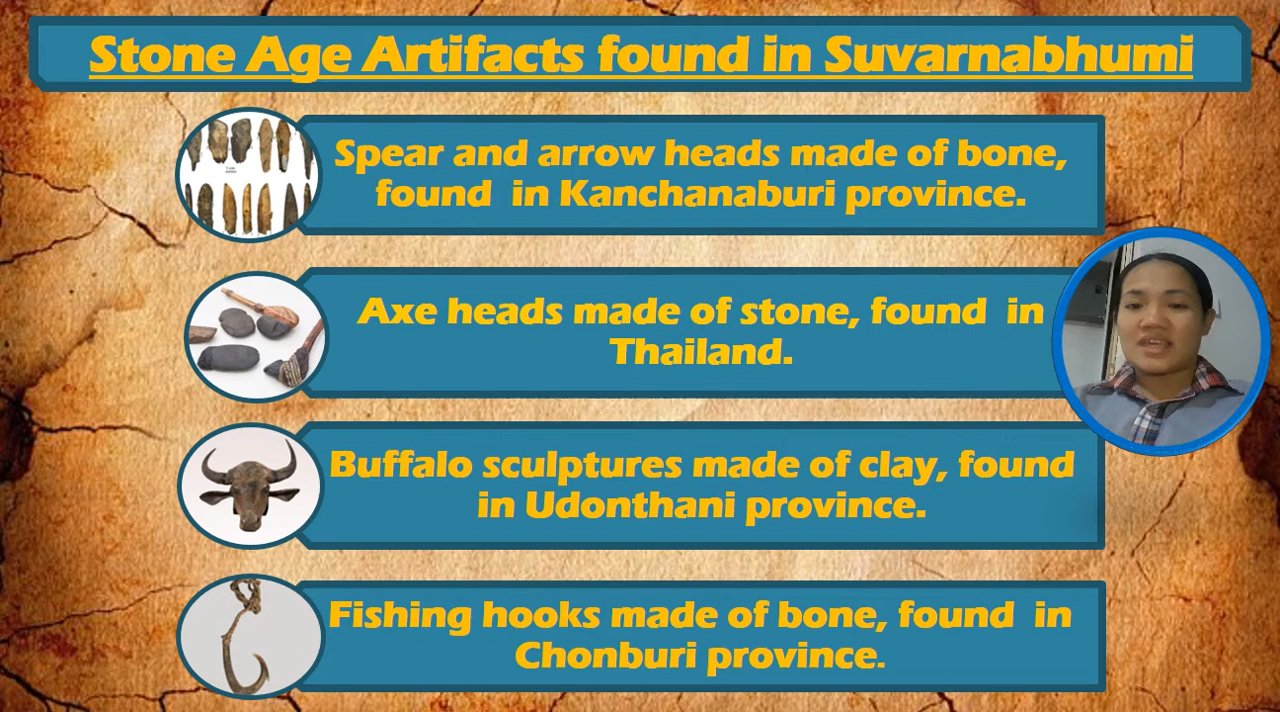 Stone Age Artifacts found in Suvarnabhumi
Spear and arrow heads made of bone,
found in Kanchanaburi province.
Axe heads made of stone, found in
Thailand.
Buffalo sculptures made of clay, found
in Udonthani province.
Fishing hooks made of bone, found in
Chonburi province.